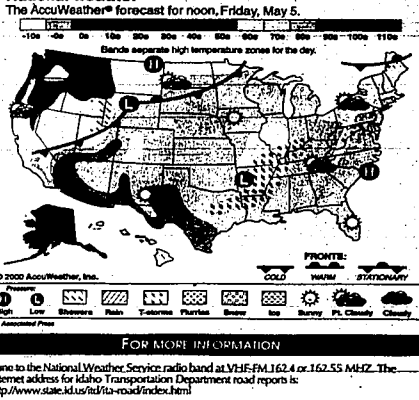 The AccuWeather® forecast for noon, Friday, May 5.
-10s -0s 0s 10s 20s 30s 40s 50s 60s 70s 80s 90s 100s 110s
Bands separate high temperature zones for the day.
H
L
L
H
FRONTS:
COLD WARM STATIONARY
© 2000 AccuWeather, Inc.
Pressure:
H L
High Low Showers Rain T-storms Flurries Snow Ice Sunny Pt. Cloudy Cloudy
Associated Press
FOR MORE INFORMATION
to the National Weather Service radio band at VHF-FM 162.4 or 162.55 MHZ. The
ternet address for Idaho Transportation Department road reports is:
tp://www.state.id.us/itd/ita-road/index.html